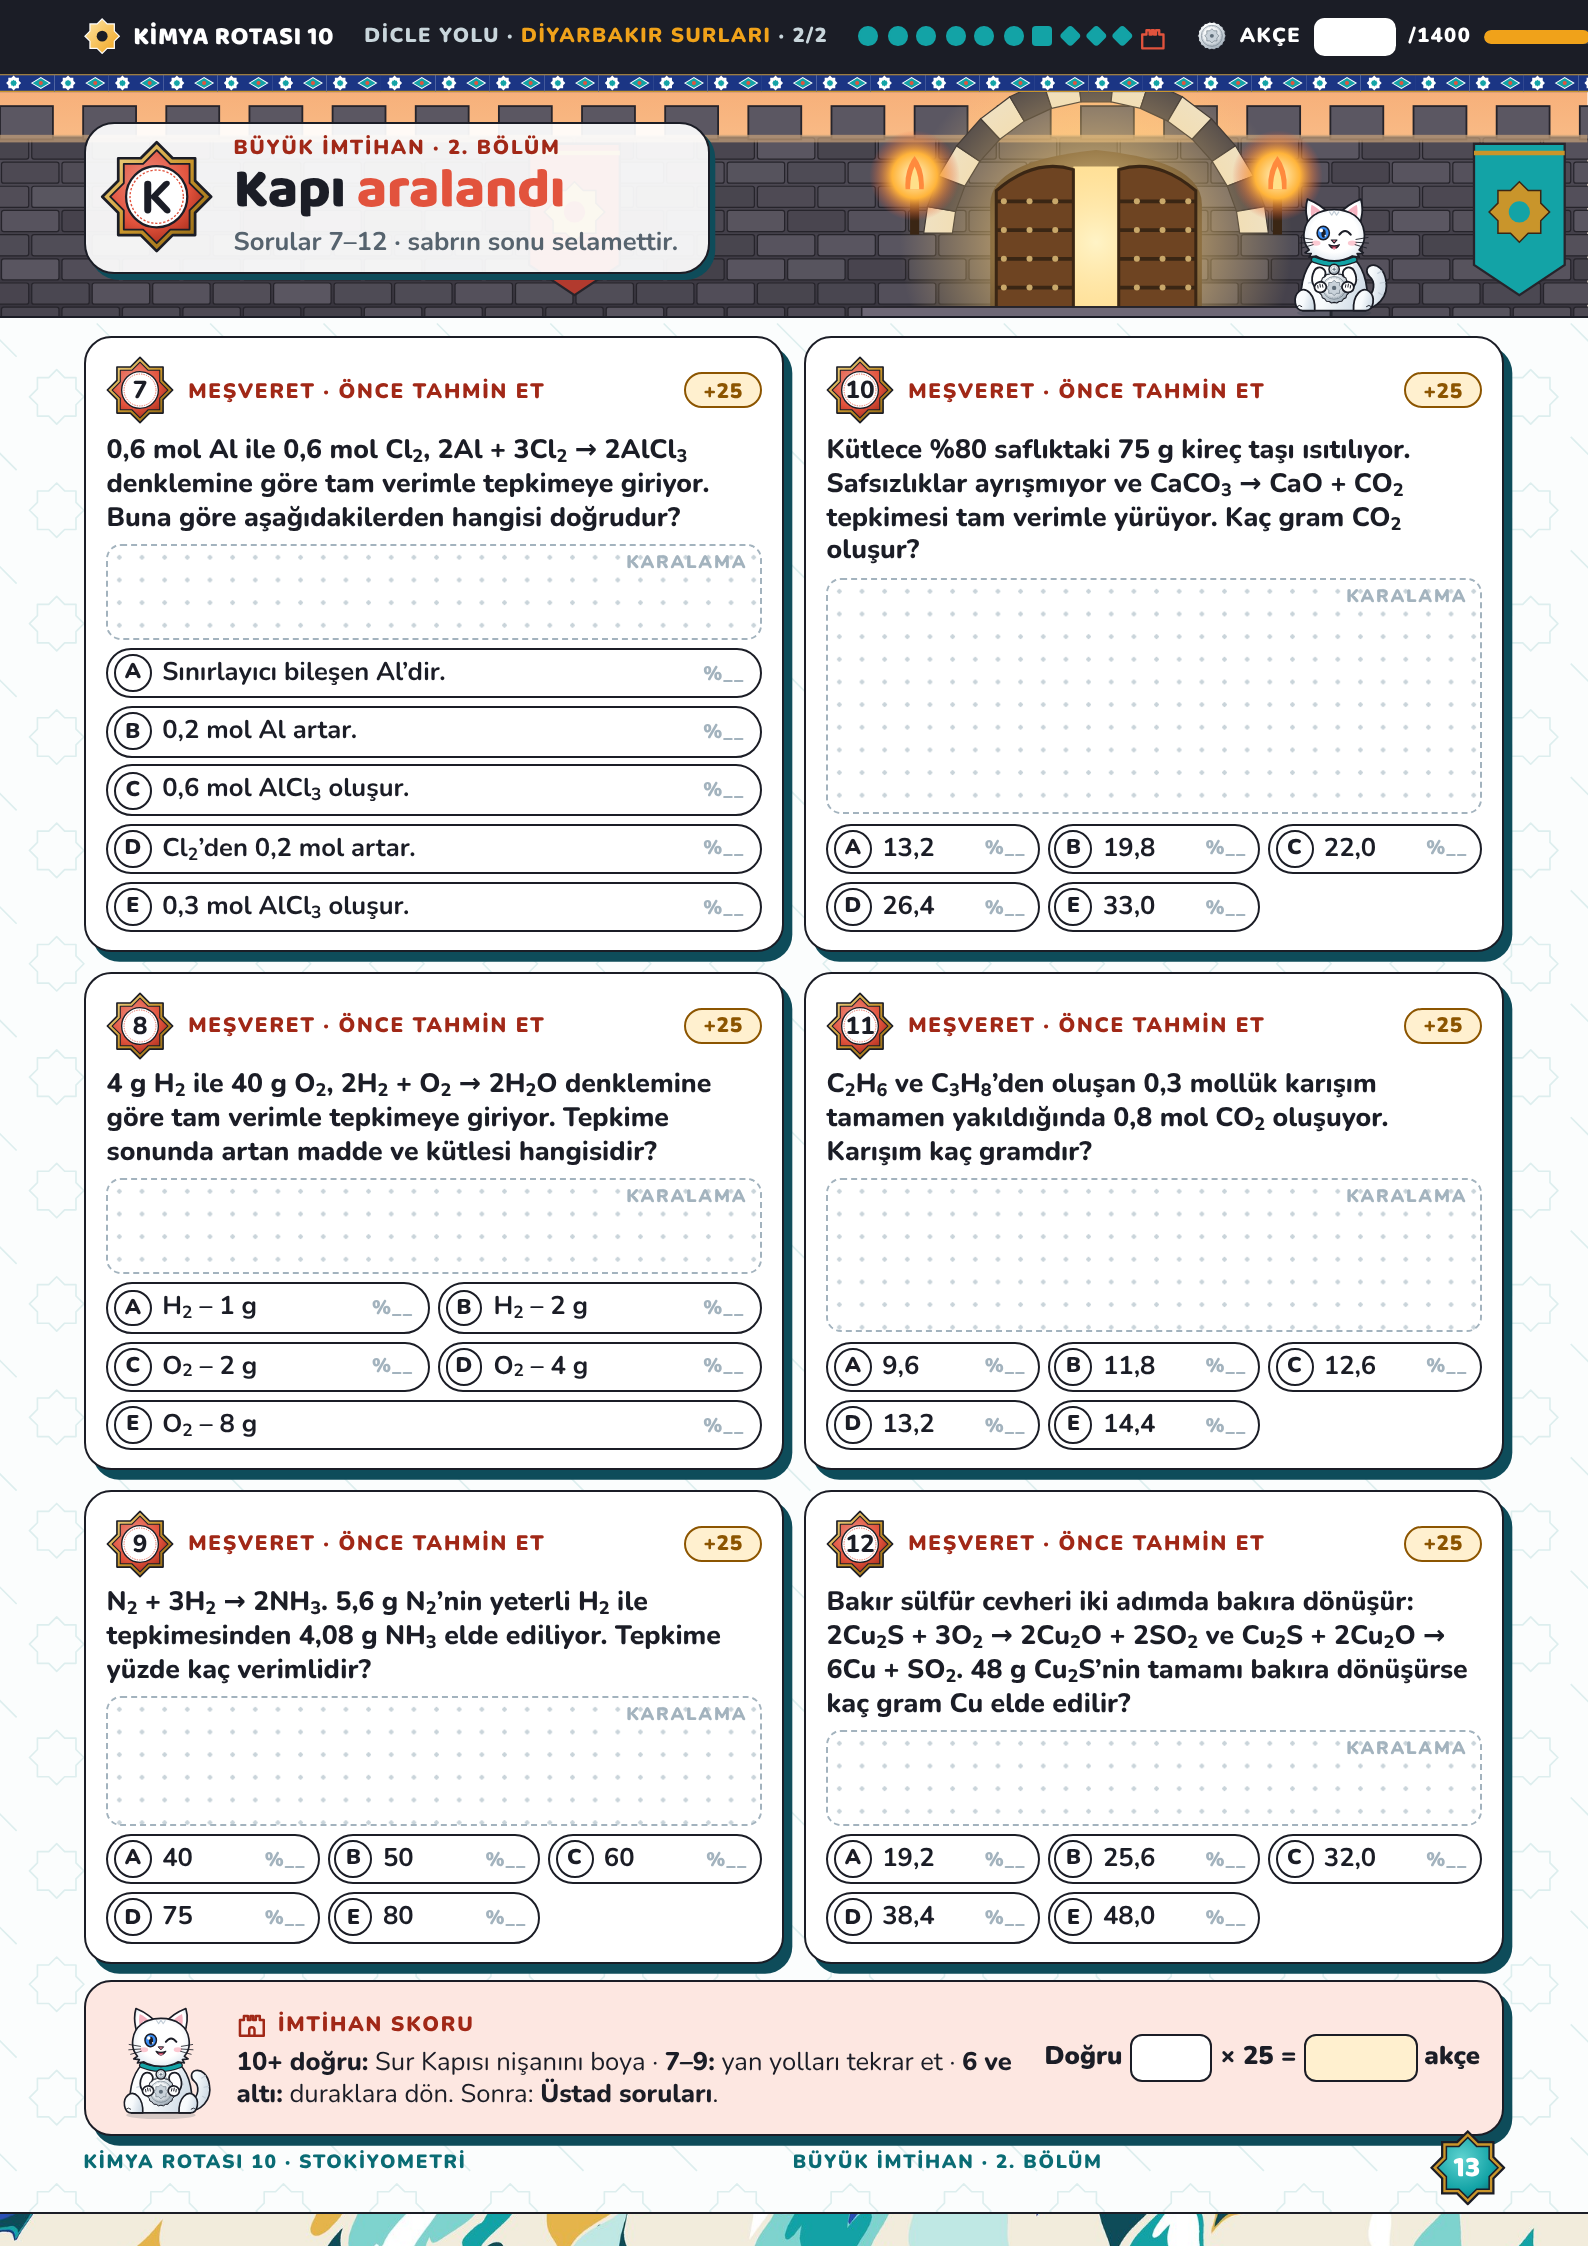 KİMYA ROTASI 10 DİCLE YOLU · DİYARBAKIR SURLARI · 2/2 AKÇE /1400
BÜYÜK İMTİHAN · 2. BÖLÜM
K
Kapı aralandı
Sorular 7–12 · sabrın sonu selamettir.
7 MEŞVERET · ÖNCE TAHMİN ET +25
0,6 mol Al ile 0,6 mol Cl₂, 2Al + 3Cl₂ → 2AlCl₃
denklemine göre tam verimle tepkimeye giriyor.
Buna göre aşağıdakilerden hangisi doğrudur?
KARALAMA
A Sınırlayıcı bileşen Al’dir. %__
B 0,2 mol Al artar. %__
C 0,6 mol AlCl₃ oluşur. %__
D Cl₂’den 0,2 mol artar. %__
E 0,3 mol AlCl₃ oluşur. %__
8 MEŞVERET · ÖNCE TAHMİN ET +25
4 g H₂ ile 40 g O₂, 2H₂ + O₂ → 2H₂O denklemine
göre tam verimle tepkimeye giriyor. Tepkime
sonunda artan madde ve kütlesi hangisidir?
KARALAMA
A H₂ – 1 g %__ B H₂ – 2 g %__
C O₂ – 2 g %__ D O₂ – 4 g %__
E O₂ – 8 g %__
9 MEŞVERET · ÖNCE TAHMİN ET +25
N₂ + 3H₂ → 2NH₃. 5,6 g N₂’nin yeterli H₂ ile
tepkimesinden 4,08 g NH₃ elde ediliyor. Tepkime
yüzde kaç verimlidir?
KARALAMA
A 40 %__ B 50 %__ C 60 %__
D 75 %__ E 80 %__
10 MEŞVERET · ÖNCE TAHMİN ET +25
Kütlece %80 saflıktaki 75 g kireç taşı ısıtılıyor.
Safsızlıklar ayrışmıyor ve CaCO₃ → CaO + CO₂
tepkimesi tam verimle yürüyor. Kaç gram CO₂
oluşur?
KARALAMA
A 13,2 %__ B 19,8 %__ C 22,0 %__
D 26,4 %__ E 33,0 %__
11 MEŞVERET · ÖNCE TAHMİN ET +25
C₂H₆ ve C₃H₈’den oluşan 0,3 mollük karışım
tamamen yakıldığında 0,8 mol CO₂ oluşuyor.
Karışım kaç gramdır?
KARALAMA
A 9,6 %__ B 11,8 %__ C 12,6 %__
D 13,2 %__ E 14,4 %__
12 MEŞVERET · ÖNCE TAHMİN ET +25
Bakır sülfür cevheri iki adımda bakıra dönüşür:
2Cu₂S + 3O₂ → 2Cu₂O + 2SO₂ ve Cu₂S + 2Cu₂O →
6Cu + SO₂. 48 g Cu₂S’nin tamamı bakıra dönüşürse
kaç gram Cu elde edilir?
KARALAMA
A 19,2 %__ B 25,6 %__ C 32,0 %__
D 38,4 %__ E 48,0 %__
İMTİHAN SKORU
10+ doğru: Sur Kapısı nişanını boya · 7–9: yan yolları tekrar et · 6 ve
altı: duraklara dön. Sonra: Üstad soruları.
Doğru × 25 = akçe
KİMYA ROTASI 10 · STOKİYOMETRİ BÜYÜK İMTİHAN · 2. BÖLÜM 13